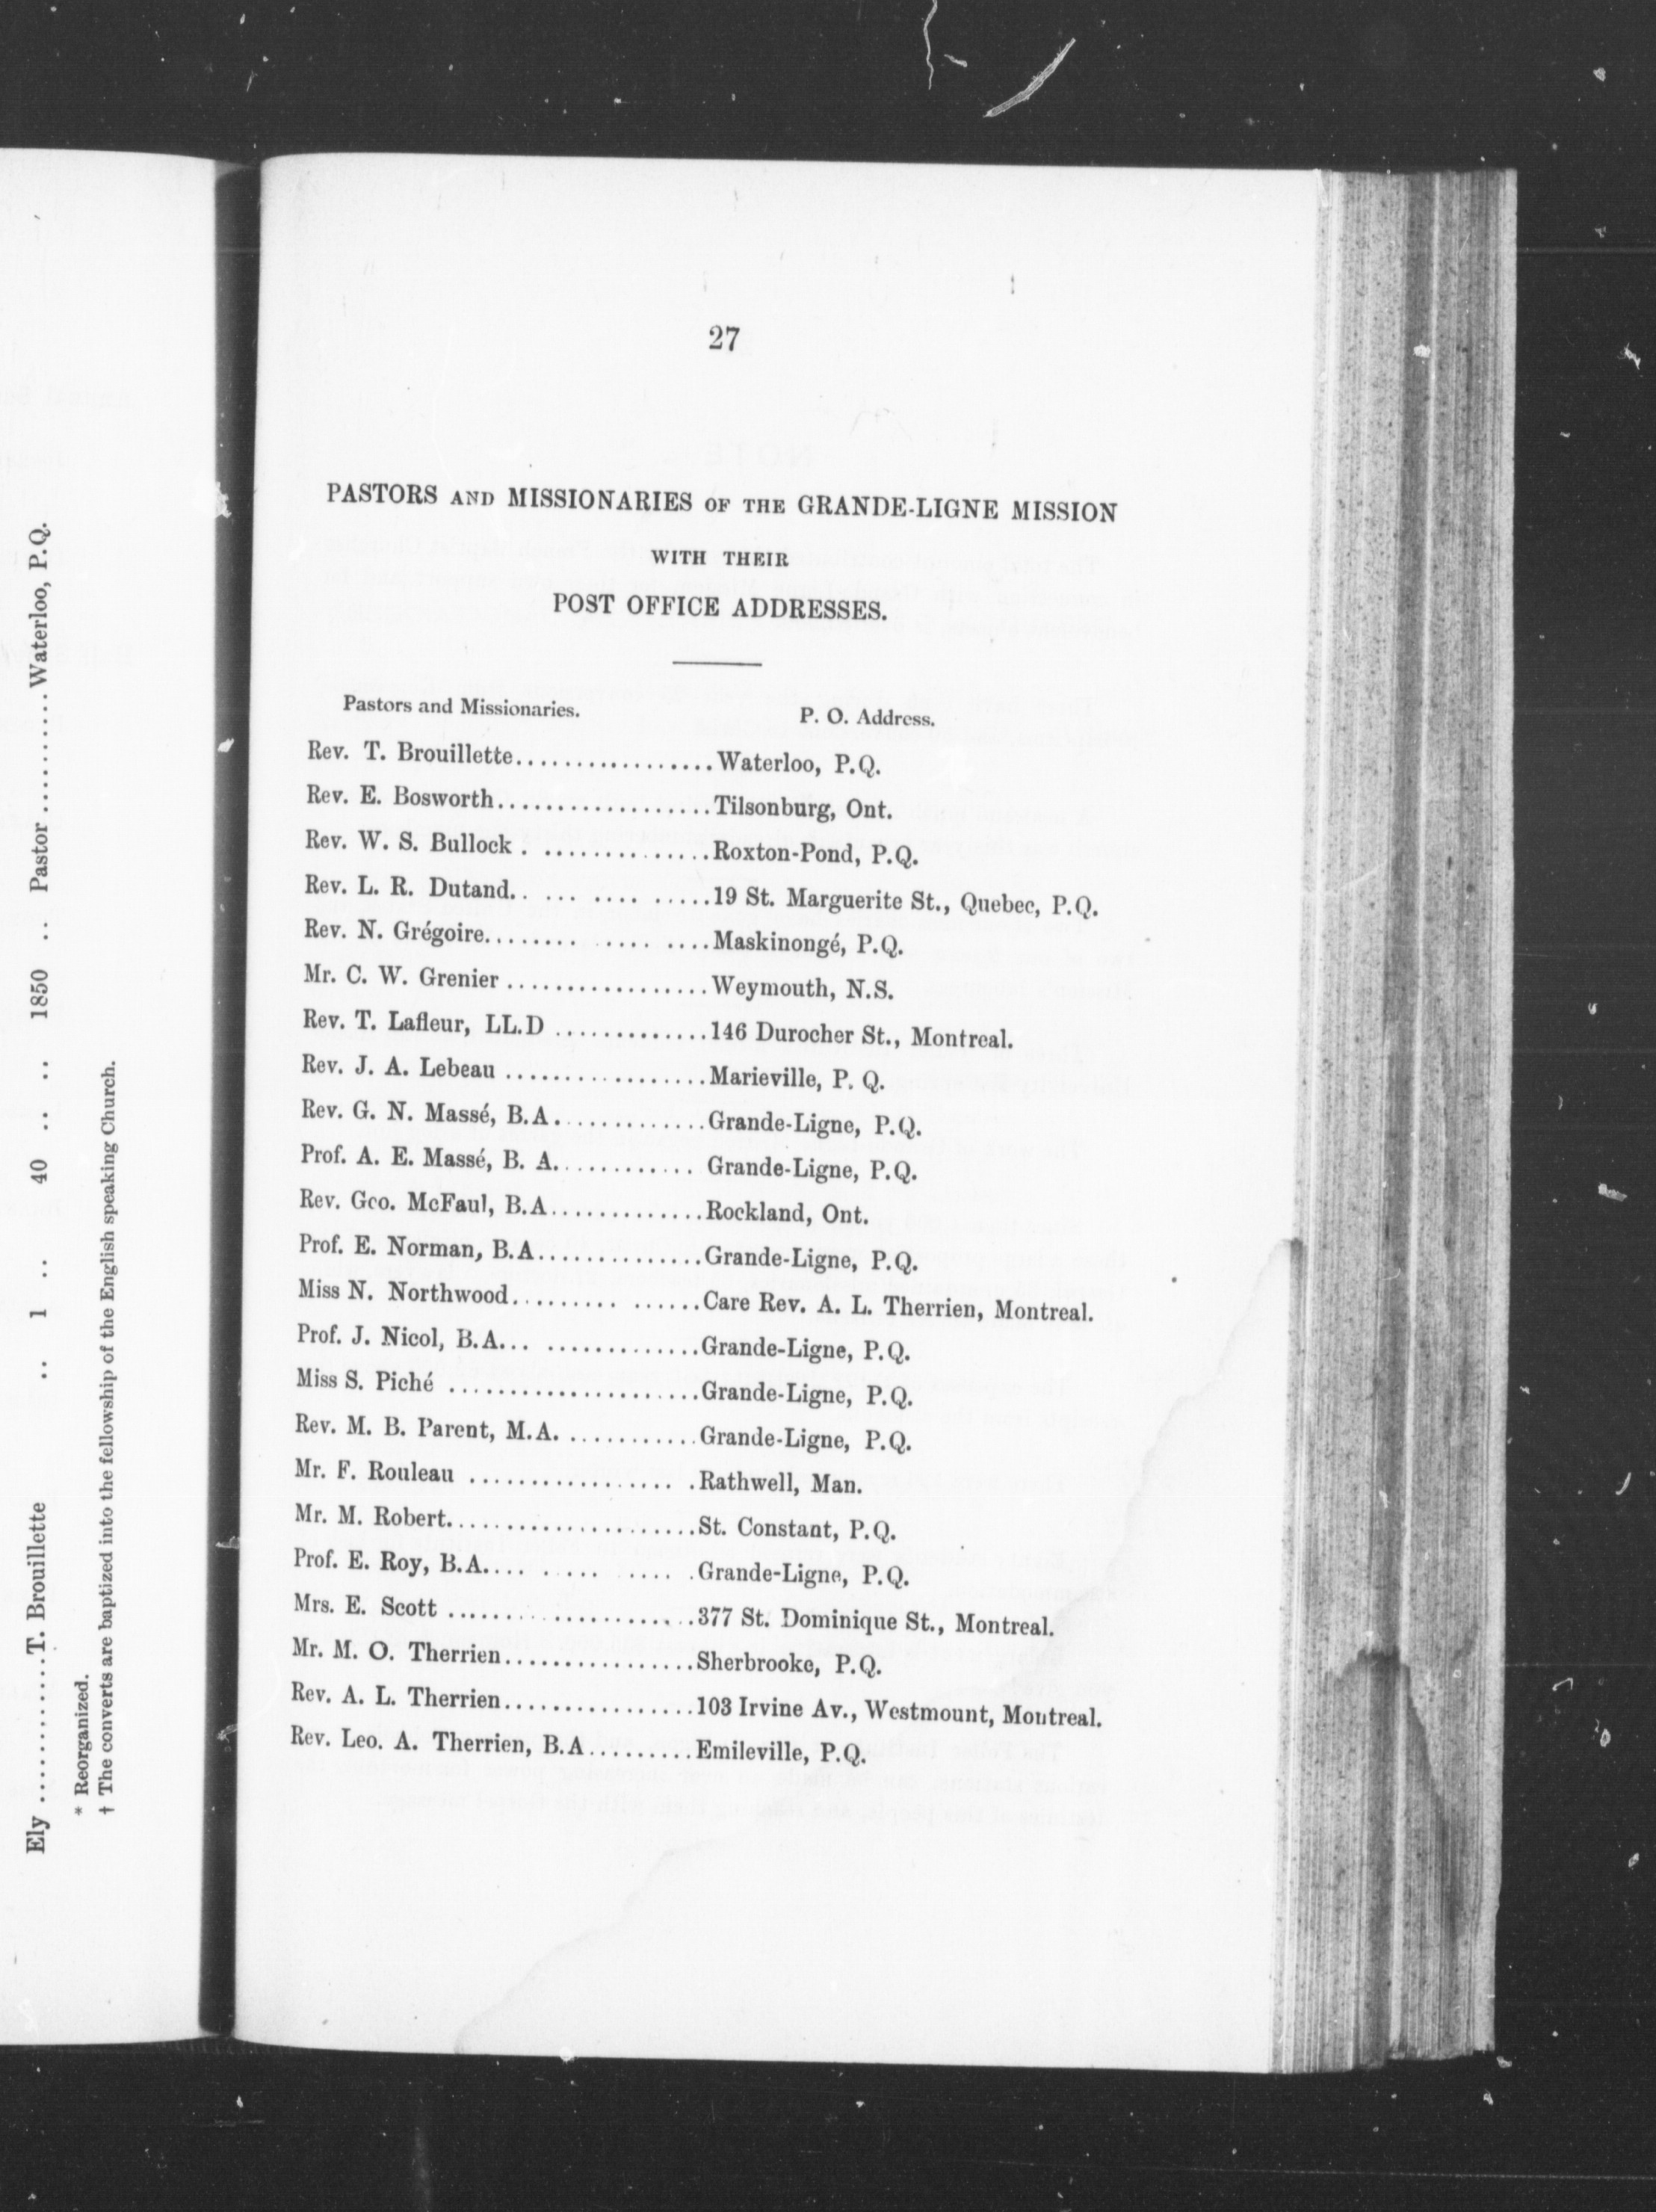 Ely ...........T. Brouillette .. 1 .. 40 .. .. 1850 .. Pastor.........Waterloo, P.Q.
* Reorganized.
† The converts are baptized into the fellowship of the English speaking Church.
27
PASTORS AND MISSIONARIES OF THE GRANDE-LIGNE MISSION
WITH THEIR
POST OFFICE ADDRESSES.
Pastors and Missionaries. P. O. Address.
Rev. T. Brouillette.................Waterloo, P.Q.
Rev. E. Bosworth..................Tilsonburg, Ont.
Rev. W. S. Bullock . ..............Roxton-Pond, P.Q.
Rev. L. R. Dutand.. ... .... .....19 St. Marguerite St., Quebec, P.Q.
Rev. N. Grégoire........ .... ....Maskinongé, P.Q.
Mr. C. W. Grenier .................Weymouth, N.S.
Rev. T. Lafleur, LL.D .............146 Durocher St., Montreal.
Rev. J. A. Lebeau .................Marieville, P. Q.
Rev. G. N. Massé, B.A.............Grande-Ligne, P.Q.
Prof. A. E. Massé, B. A............ Grande-Ligne, P.Q.
Rev. Geo. McFaul, B.A.............Rockland, Ont.
Prof. E. Norman, B.A..............Grande-Ligne, P.Q.
Miss N. Northwood......... ......Care Rev. A. L. Therrien, Montreal.
Prof. J. Nicol, B.A... .............Grande-Ligne, P.Q.
Miss S. Piché .....................Grande-Ligne, P.Q.
Rev. M. B. Parent, M.A. ...........Grande-Ligne, P.Q.
Mr. F. Rouleau ................. .Rathwell, Man.
Mr. M. Robert.....................St. Constant, P.Q.
Prof. E. Roy, B.A.... ..... ..... .Grande-Ligne, P.Q.
Mrs. E. Scott .....................377 St. Dominique St., Montreal.
Mr. M. O. Therrien................Sherbrooke, P.Q.
Rev. A. L. Therrien................103 Irvine Av., Westmount, Montreal.
Rev. Leo. A. Therrien, B.A.........Emileville, P.Q.